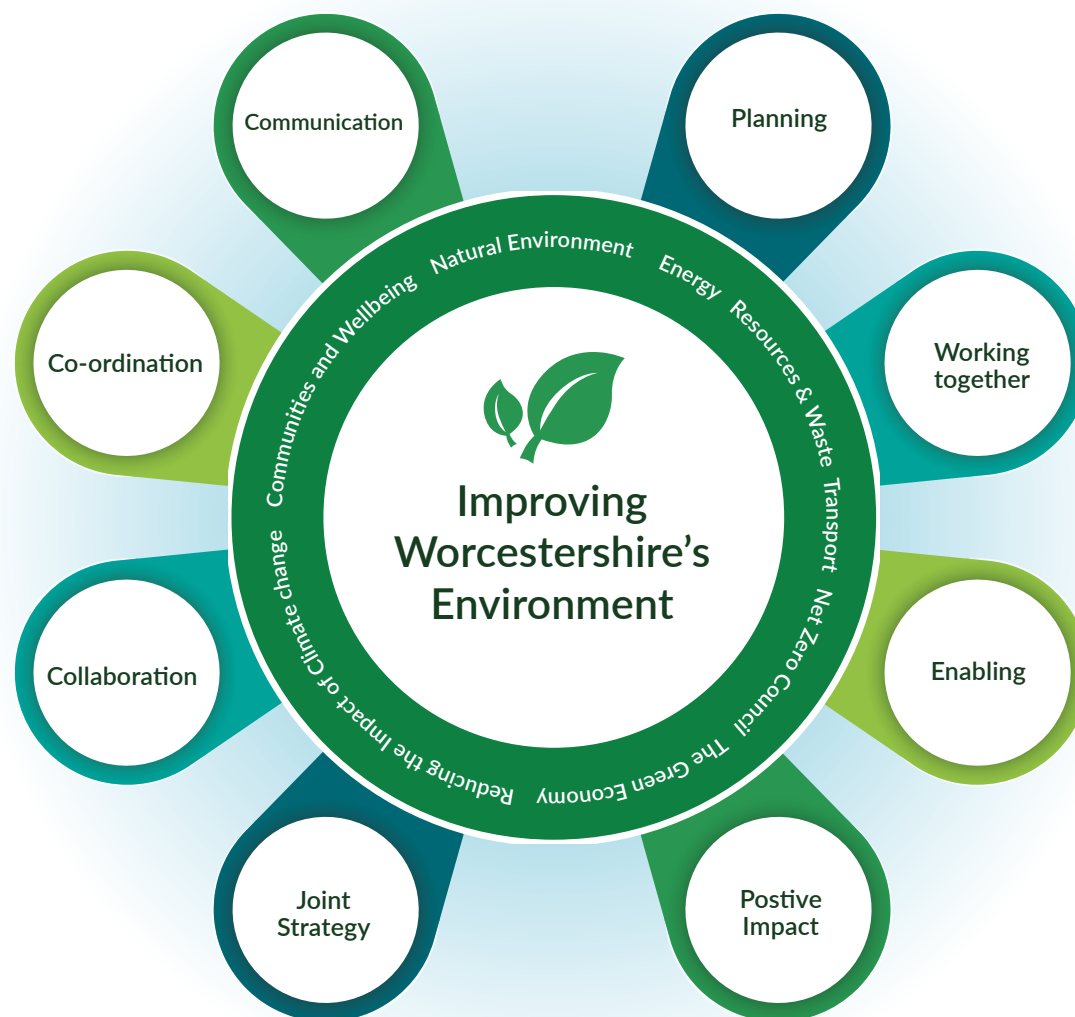 Communication
Planning
Co-ordination
Working
together
Collaboration
Enabling
Joint
Strategy
Postive
Impact
Natural Environment
Energy
Resources & Waste
Transport
Net Zero Council
The Green Economy
Reducing the Impact of Climate change
Communities and Wellbeing
Improving
Worcestershire’s
Environment